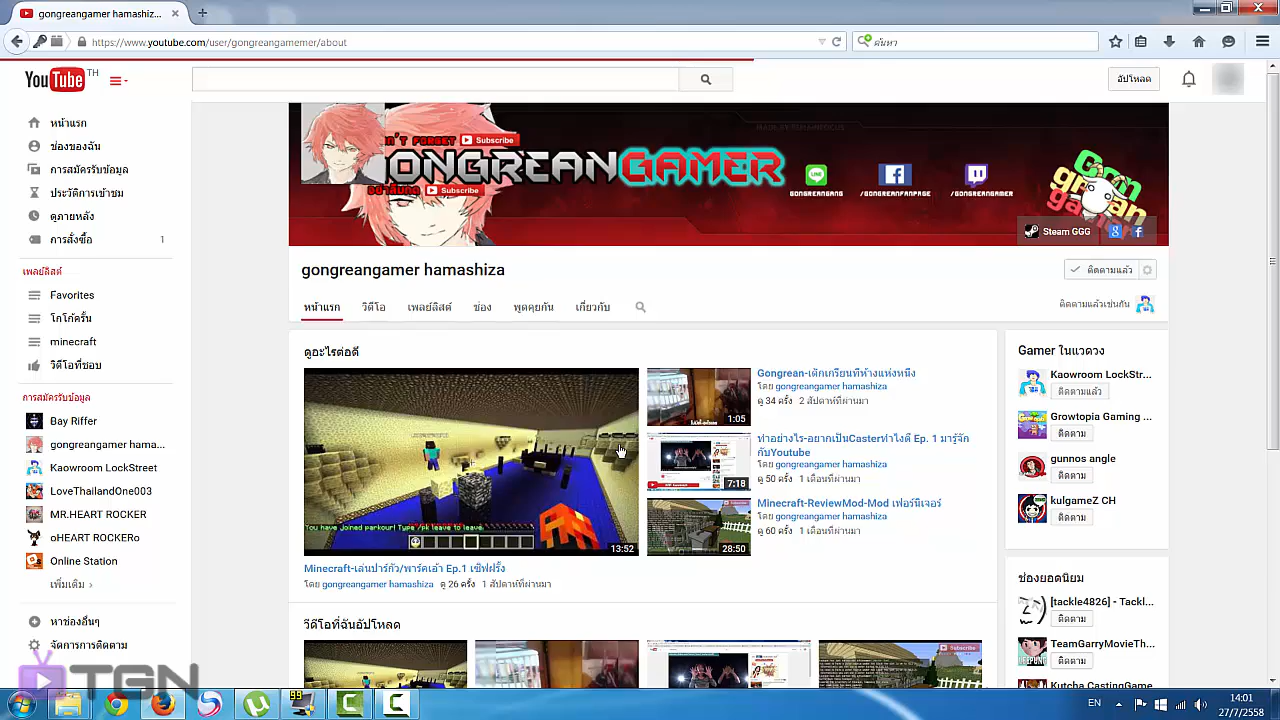 gongreangamer hamashiz...
https://www.youtube.com/user/gongreangamemer/about
ค้นหา
YouTube TH
อัปโหลด
หน้าแรก
ช่องของฉัน
การสมัครรับข้อมูล
ประวัติการเข้าชม
ดูภายหลัง
การสั่งซื้อ 1
เพลย์ลิสต์
Favorites
โกโก้ครั้น
minecraft
วิดีโอที่ชอบ
การสมัครรับข้อมูล
Bay Riffer
gongreangamer hama...
Kaowroom LockStreet
LoveThailandOne003
MR.HEART ROCKER
oHEART ROCKERo
Online Station
เพิ่มเติม ›
หาช่องอื่นๆ
จัดการการติดตาม
TGN
N'T FORGET Subscribe
ONGREANGAMER
อย่าลืมกด Subscribe
GONGREANGANG
/GONGREANFANPAGE
/GONGREANGAMER
Gon
grean
gang
Steam GGG
gongreangamer hamashiza
ติดตามแล้ว
หน้าแรก วิดีโอ เพลย์ลิสต์ ช่อง พูดคุยกัน เกี่ยวกับ
ติดตามแล้วเช่นกัน
ดูอะไรต่อดี
You have joined parkour! Type /pk leave to leave.
13:52
Minecraft-เล่นปาร์กัว/พาร์คเอ้า Ep.1 เซิฟฝรั่ง
โดย gongreangamer hamashiza ดู 26 ครั้ง 1 สัปดาห์ที่ผ่านมา
1:05
Gongrean-เด็กเกรียนที่ห้างแห่งหนึ่ง
โดย gongreangamer hamashiza
ดู 34 ครั้ง 2 สัปดาห์ที่ผ่านมา
7:18
ทำอย่างไร-อยากเป็นCasterทำไงดี Ep. 1 มารู้จัก
กับYoutube
โดย gongreangamer hamashiza
ดู 50 ครั้ง 1 เดือนที่ผ่านมา
28:50
Minecraft-ReviewMod-Mod เฟอร์นิเจอร์
โดย gongreangamer hamashiza
ดู 60 ครั้ง 1 เดือนที่ผ่านมา
วิดีโอที่ฉันอัปโหลด
Subscribe
Gamer ในแดวง
Kaowroom LockStr...
ติดตามแล้ว
Growtopia Gaming ...
ติดตาม
gunnos angle
ติดตาม
kulgameZ CH
ติดตาม
ช่องยอดนิยม
[tackle4826] - Tackl...
ติดตาม
TeamGarryMovieTh...
ติดตาม
Kutcha GamingGame
99
EN
14:01
27/7/2558